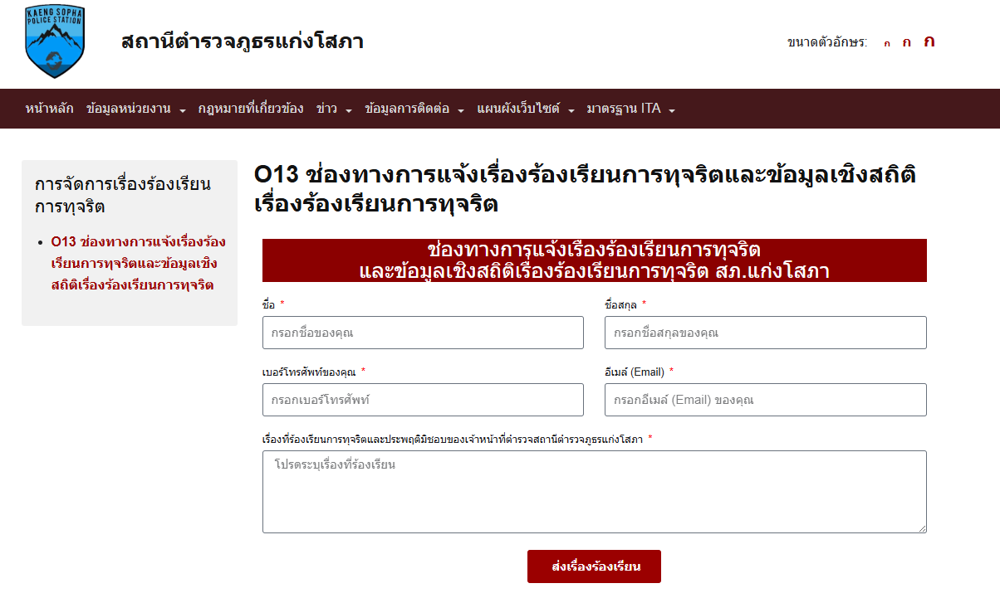 KAENG SOPHA
POLICE STATION
สถานีตำรวจภูธรแก่งโสภา
ขนาดตัวอักษร: ก ก ก
หน้าหลัก ข้อมูลหน่วยงาน กฎหมายที่เกี่ยวข้อง ข่าว ข้อมูลการติดต่อ แผนผังเว็บไซต์ มาตรฐาน ITA
การจัดการเรื่องร้องเรียน
การทุจริต
O13 ช่องทางการแจ้งเรื่องร้อง
เรียนการทุจริตและข้อมูลเชิง
สถิติเรื่องร้องเรียนการทุจริต
O13 ช่องทางการแจ้งเรื่องร้องเรียนการทุจริตและข้อมูลเชิงสถิติ
เรื่องร้องเรียนการทุจริต
ช่องทางการแจ้งเรื่องร้องเรียนการทุจริต
และข้อมูลเชิงสถิติเรื่องร้องเรียนการทุจริต สภ.แก่งโสภา
ชื่อ * ชื่อสกุล *
กรอกชื่อของคุณ กรอกชื่อสกุลของคุณ
เบอร์โทรศัพท์ของคุณ * อีเมล์ (Email) *
กรอกเบอร์โทรศัพท์ กรอกอีเมล์ (Email) ของคุณ
เรื่องที่ร้องเรียนการทุจริตและประพฤติมิชอบของเจ้าหน้าที่ตำรวจสถานีตำรวจภูธรแก่งโสภา *
โปรดระบุเรื่องที่ร้องเรียน
ส่งเรื่องร้องเรียน